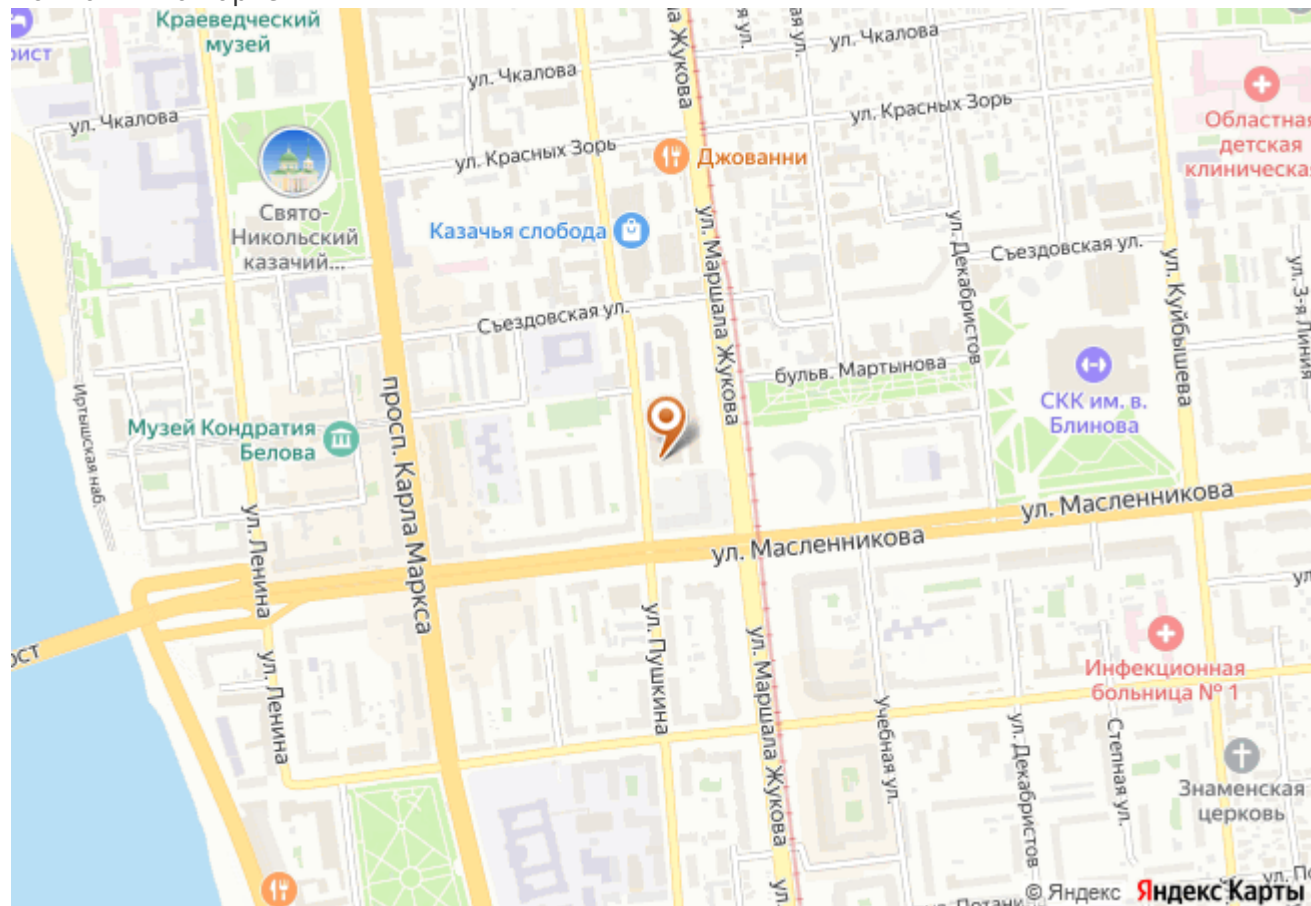 Краеведческий
музей
ул. Чкалова
ул. Чкалова
ул. Чкалова
ул. Красных Зорь
ул. Красных Зорь
Джованни
Областная
детская
Свято-
Никольский
казачий...
Казачья слобода
ул. Маршала Жукова
Съездовская ул.
Съездовская ул.
ул. Декабристов
ул. Куйбышева
ул. 3-я Линия
бульв. Мартынова
СКК им. в.
Блинова
Иртышская наб.
Музей Кондратия
Белова
просп. Карла Маркса
ул. Масленникова
ул. Масленникова
ул. Ленина
ул. Ленина
ул. Пушкина
ул. Маршала Жукова
Инфекционная
больница № 1
Учебная ул.
ул. Декабристов
Степная ул.
Знаменская
церковь
© Яндекс Яндекс Карты